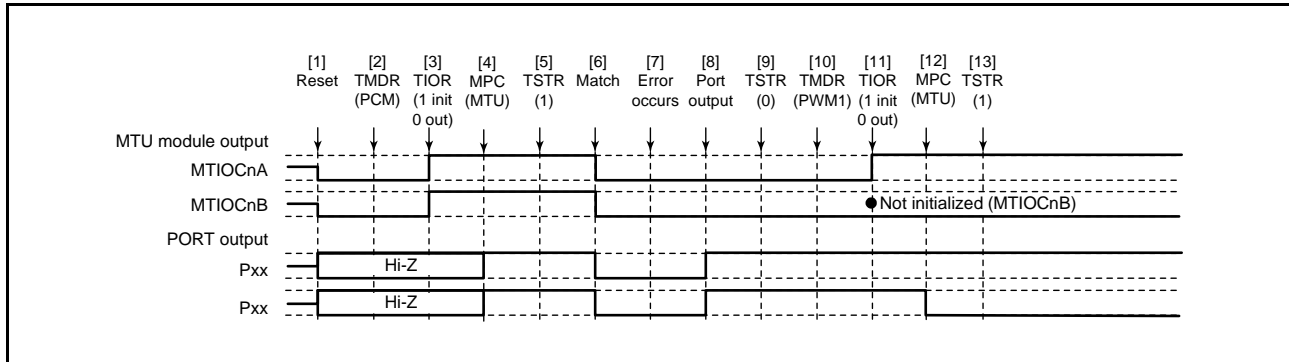 [1] [2] [3] [4] [5] [6] [7] [8] [9] [10] [11] [12] [13]
Reset TMDR TIOR MPC TSTR Match Error Port TSTR TMDR TIOR MPC TSTR
(PCM) (1 init (MTU) (1) occurs output (0) (PWM1) (1 init (MTU) (1)
0 out) 0 out)
MTU module output
MTIOCnA
MTIOCnB Not initialized (MTIOCnB)
PORT output
Pxx Hi-Z
Pxx Hi-Z